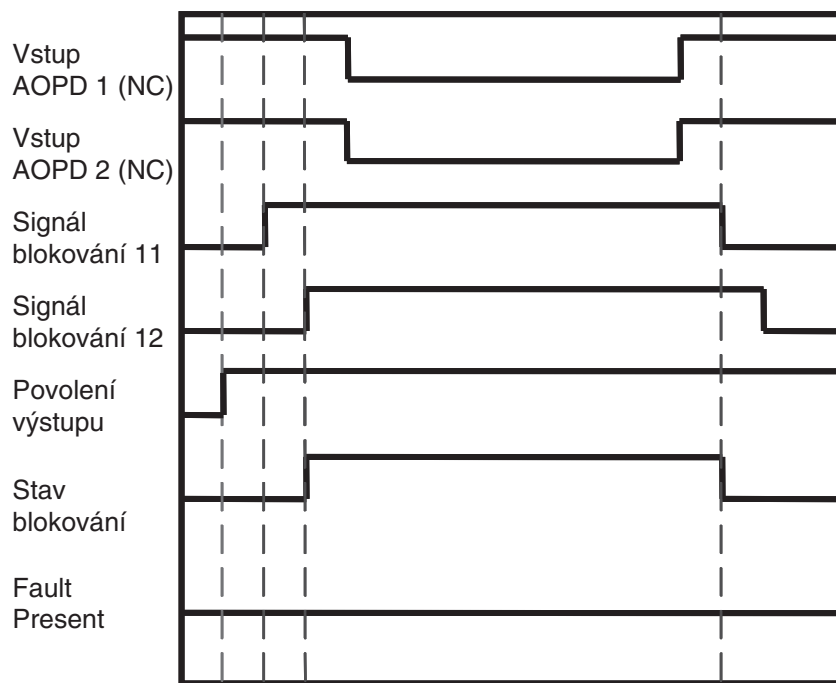 Vstup
AOPD 1 (NC)
Vstup
AOPD 2 (NC)
Signál
blokování 11
Signál
blokování 12
Povolení
výstupu
Stav
blokování
Fault
Present